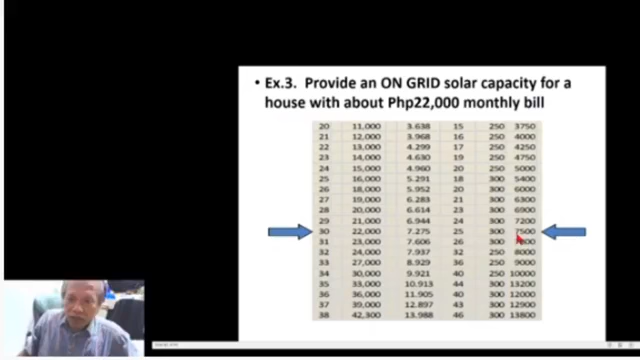 • Ex.3. Provide an ON GRID solar capacity for a
house with about Php22,000 monthly bill
20 11,000 3.638 15 250 3750
21 12,000 3.968 16 250 4000
22 13,000 4.299 17 250 4250
23 14,000 4.630 19 250 4750
24 15,000 4.960 20 250 5000
25 16,000 5.291 18 300 5400
26 18,000 5.952 20 300 6000
27 19,000 6.283 21 300 6300
28 20,000 6.614 23 300 6900
29 21,000 6.944 24 300 7200
30 22,000 7.275 25 300 7500
31 23,000 7.606 26 300
32 24,000 7.937 32 250 8000
33 27,000 8.929 36 250 9000
34 30,000 9.921 40 250 10000
35 33,000 10.913 44 300 13200
36 36,000 11.905 40 300 12000
37 39,000 12.897 43 300 12900
38 42,300 13.988 46 300 13800